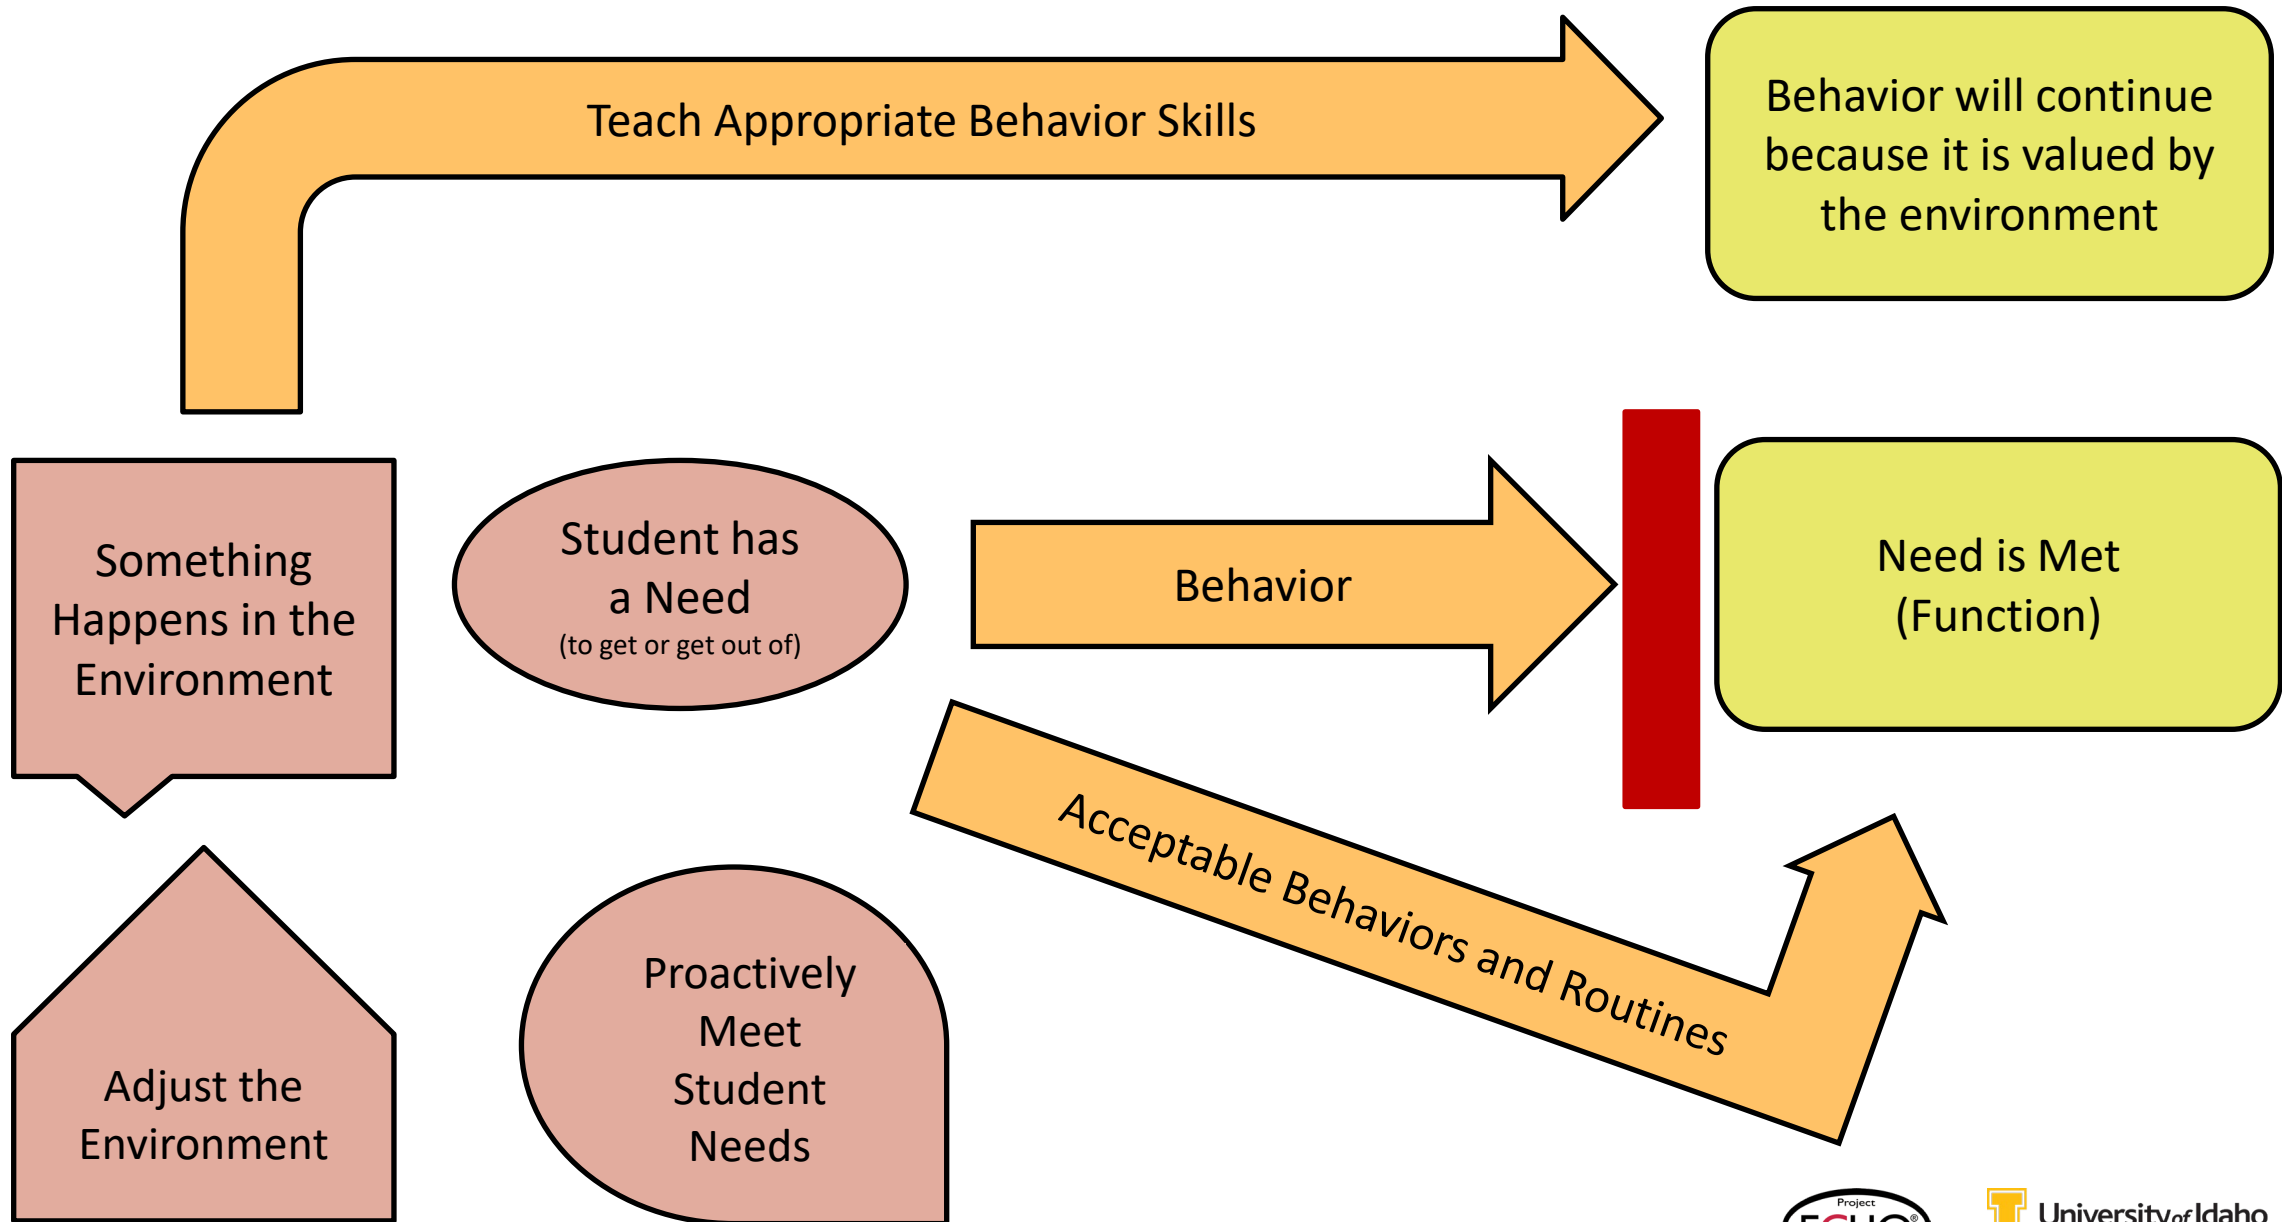 Teach Appropriate Behavior Skills
Behavior will continue
because it is valued by
the environment
Something
Happens in the
Environment
Student has
a Need
(to get or get out of)
Behavior
Need is Met
(Function)
Acceptable Behaviors and Routines
Adjust the
Environment
Proactively
Meet
Student
Needs
Project
ECHO®
I
University of Idaho